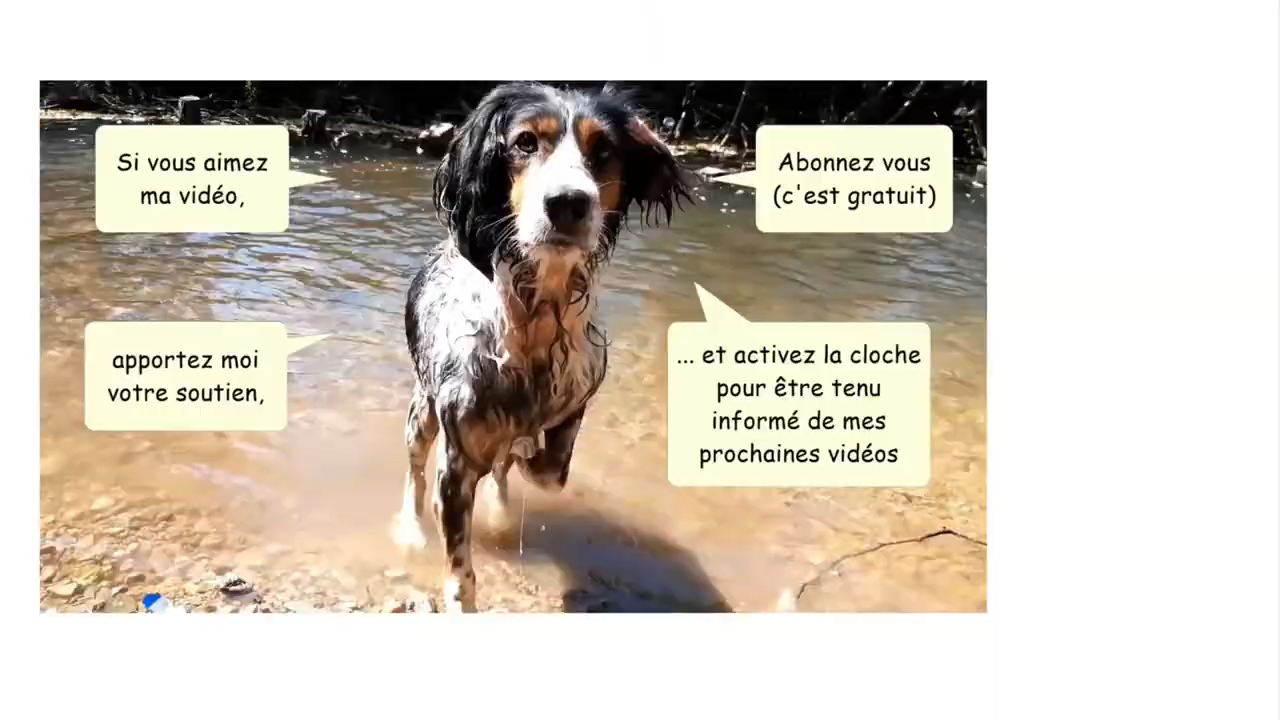 Si vous aimez
ma vidéo,
apportez moi
votre soutien,
Abonnez vous
(c'est gratuit)
... et activez la cloche
pour être tenu
informé de mes
prochaines vidéos